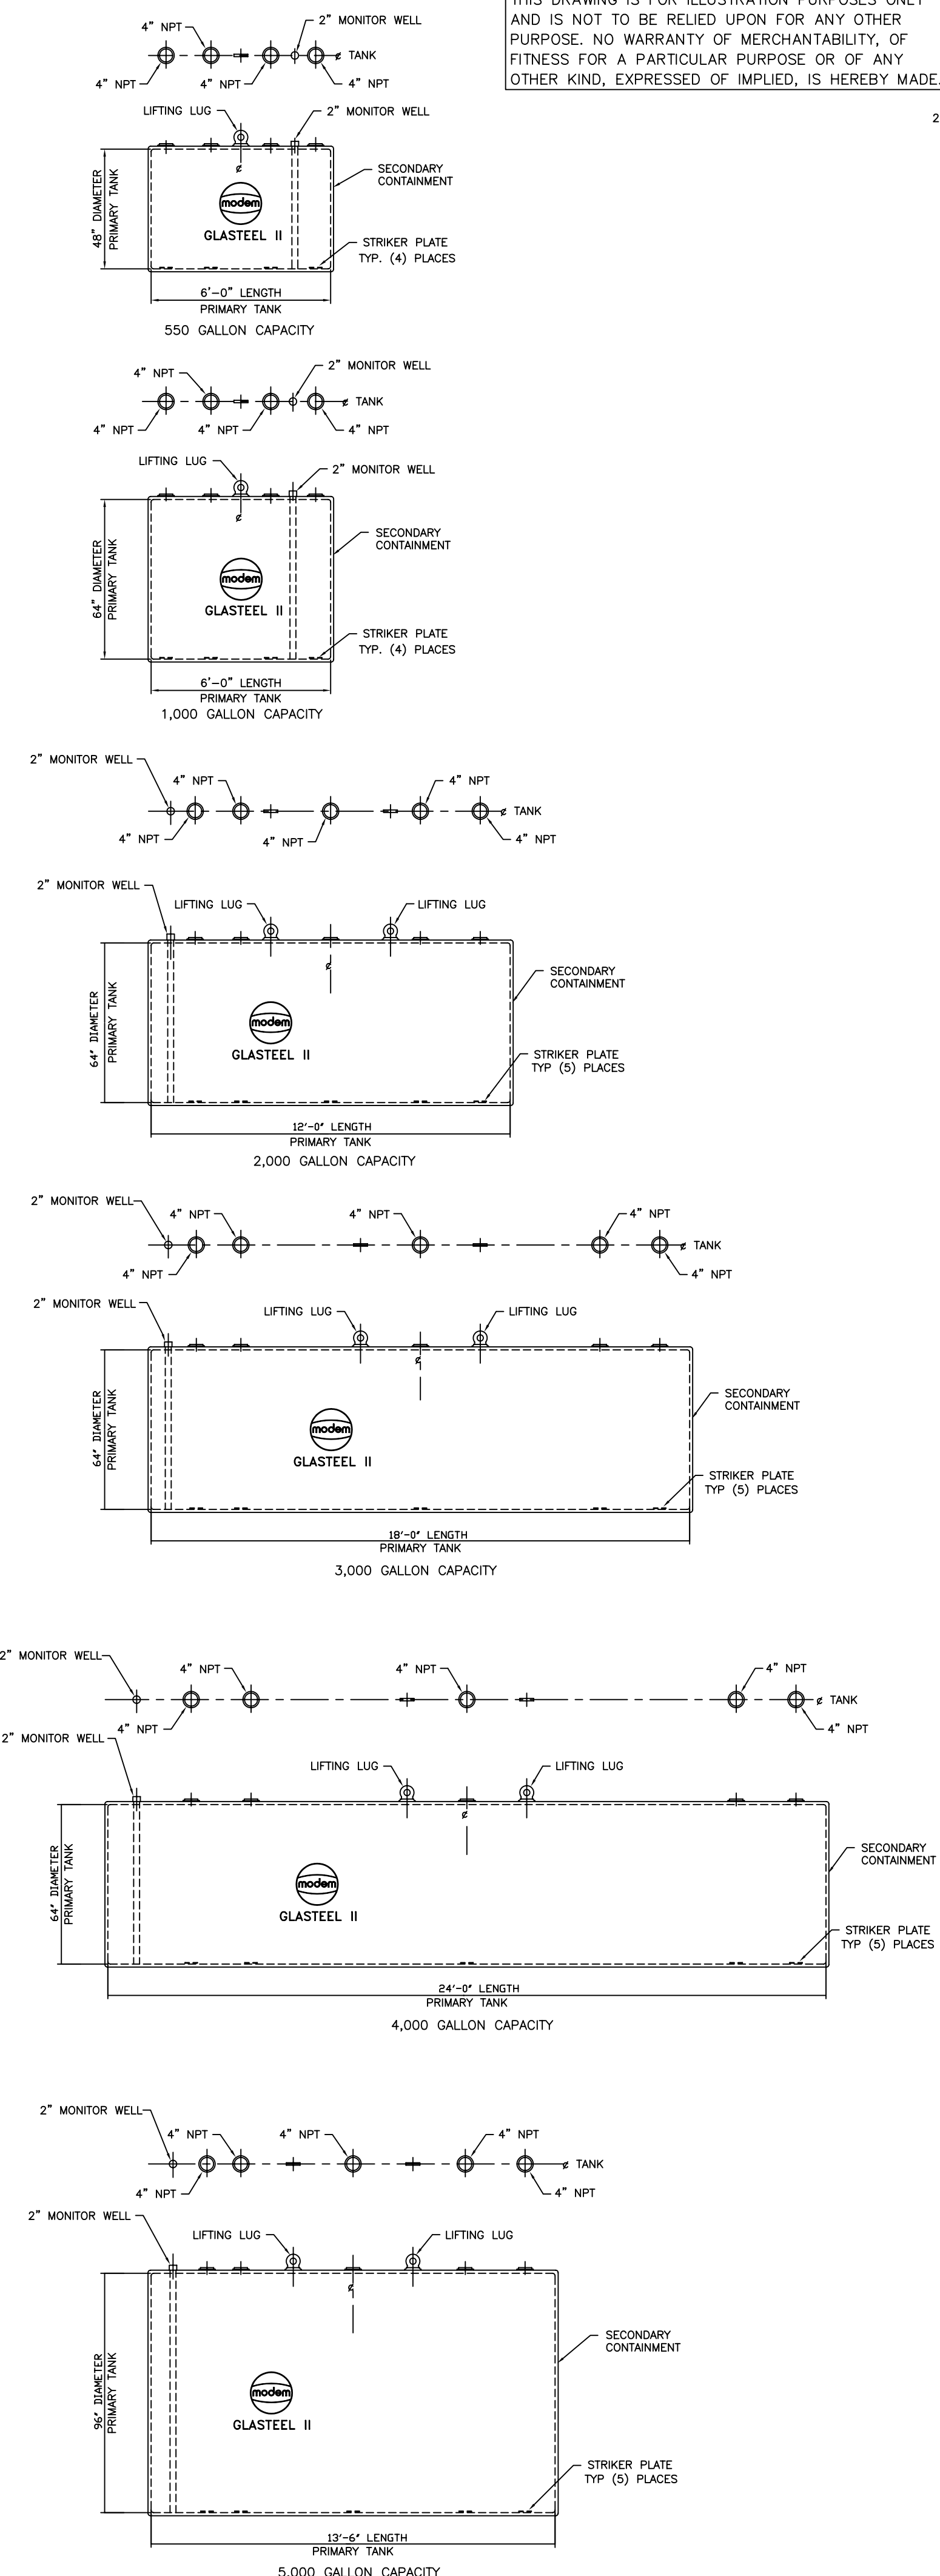 THIS DRAWING IS FOR ILLUSTRATION PURPOSES ONLY
AND IS NOT TO BE RELIED UPON FOR ANY OTHER
PURPOSE. NO WARRANTY OF MERCHANTABILITY, OF
FITNESS FOR A PARTICULAR PURPOSE OR OF ANY
OTHER KIND, EXPRESSED OF IMPLIED, IS HEREBY MADE.
2
2" MONITOR WELL
4" NPT
℄ TANK
4" NPT
4" NPT
4" NPT
LIFTING LUG
2" MONITOR WELL
℄
SECONDARY
CONTAINMENT
48" DIAMETER
PRIMARY TANK
modern
GLASTEEL II
STRIKER PLATE
TYP. (4) PLACES
6'-0" LENGTH
PRIMARY TANK
550 GALLON CAPACITY
2" MONITOR WELL
4" NPT
℄ TANK
4" NPT
4" NPT
4" NPT
LIFTING LUG
2" MONITOR WELL
℄
SECONDARY
CONTAINMENT
64" DIAMETER
PRIMARY TANK
modern
GLASTEEL II
STRIKER PLATE
TYP. (4) PLACES
6'-0" LENGTH
PRIMARY TANK
1,000 GALLON CAPACITY
2" MONITOR WELL
4" NPT
4" NPT
℄ TANK
4" NPT
4" NPT
4" NPT
2" MONITOR WELL
LIFTING LUG
LIFTING LUG
℄
SECONDARY
CONTAINMENT
64" DIAMETER
PRIMARY TANK
modern
GLASTEEL II
STRIKER PLATE
TYP (5) PLACES
12'-0" LENGTH
PRIMARY TANK
2,000 GALLON CAPACITY
2" MONITOR WELL
4" NPT
4" NPT
4" NPT
℄ TANK
4" NPT
4" NPT
2" MONITOR WELL
LIFTING LUG
LIFTING LUG
℄
SECONDARY
CONTAINMENT
64" DIAMETER
PRIMARY TANK
modern
GLASTEEL II
STRIKER PLATE
TYP (5) PLACES
18'-0" LENGTH
PRIMARY TANK
3,000 GALLON CAPACITY
2" MONITOR WELL
4" NPT
4" NPT
4" NPT
℄ TANK
4" NPT
4" NPT
2" MONITOR WELL
LIFTING LUG
LIFTING LUG
℄
SECONDARY
CONTAINMENT
64" DIAMETER
PRIMARY TANK
modern
GLASTEEL II
STRIKER PLATE
TYP (5) PLACES
24'-0" LENGTH
PRIMARY TANK
4,000 GALLON CAPACITY
2" MONITOR WELL
4" NPT
4" NPT
4" NPT
℄ TANK
4" NPT
4" NPT
2" MONITOR WELL
LIFTING LUG
LIFTING LUG
℄
SECONDARY
CONTAINMENT
96" DIAMETER
PRIMARY TANK
modern
GLASTEEL II
STRIKER PLATE
TYP (5) PLACES
13'-6" LENGTH
PRIMARY TANK
5,000 GALLON CAPACITY